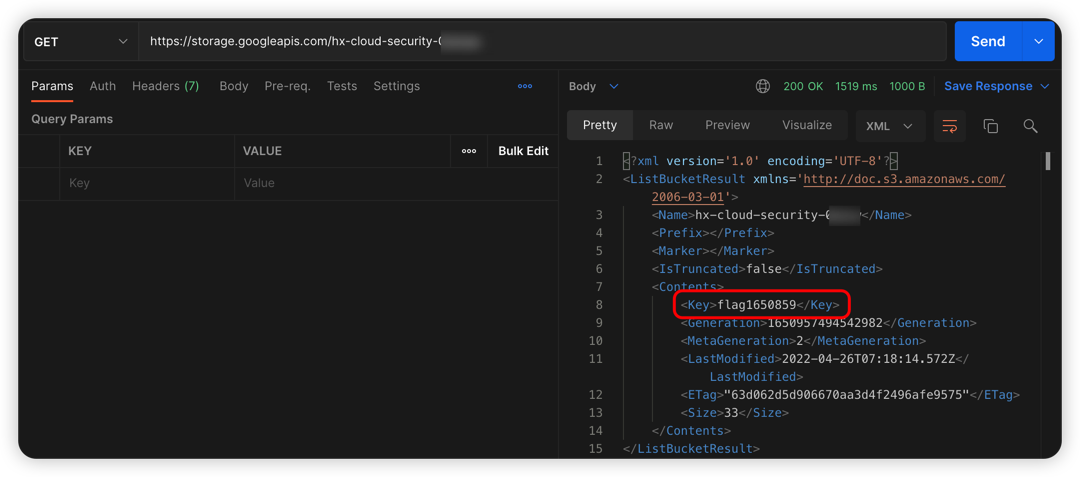 GET
https://storage.googleapis.com/hx-cloud-security-0
Send
Params Auth Headers (7) Body Pre-req. Tests Settings
Query Params
KEY VALUE Bulk Edit
Key Value
Body 200 OK 1519 ms 1000 B Save Response
Pretty Raw Preview Visualize XML
1 <?xml version='1.0' encoding='UTF-8'?>
2 <ListBucketResult xmlns='http://doc.s3.amazonaws.com/
2006-03-01'>
3 <Name>hx-cloud-security-0</Name>
4 <Prefix></Prefix>
5 <Marker></Marker>
6 <IsTruncated>false</IsTruncated>
7 <Contents>
8 <Key>flag1650859</Key>
9 <Generation>1650957494542982</Generation>
10 <MetaGeneration>2</MetaGeneration>
11 <LastModified>2022-04-26T07:18:14.572Z</
LastModified>
12 <ETag>"63d062d5d906670aa3d4f2496afe9575"</ETag>
13 <Size>33</Size>
14 </Contents>
15 </ListBucketResult>